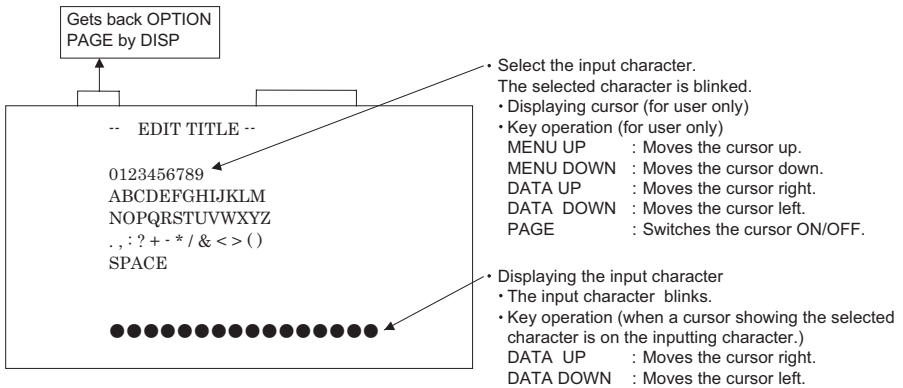 Gets back OPTION
PAGE by DISP
-- EDIT TITLE --
0123456789
ABCDEFGHIJKLM
NOPQRSTUVWXYZ
. , : ? + - * / & < > ( )
SPACE
●●●●●●●●●●●●●●●●
• Select the input character.
The selected character is blinked.
• Displaying cursor (for user only)
• Key operation (for user only)
MENU UP : Moves the cursor up.
MENU DOWN : Moves the cursor down.
DATA UP : Moves the cursor right.
DATA DOWN : Moves the cursor left.
PAGE : Switches the cursor ON/OFF.
• Displaying the input character
• The input character blinks.
• Key operation (when a cursor showing the selected
character is on the inputting character.)
DATA UP : Moves the cursor right.
DATA DOWN : Moves the cursor left.